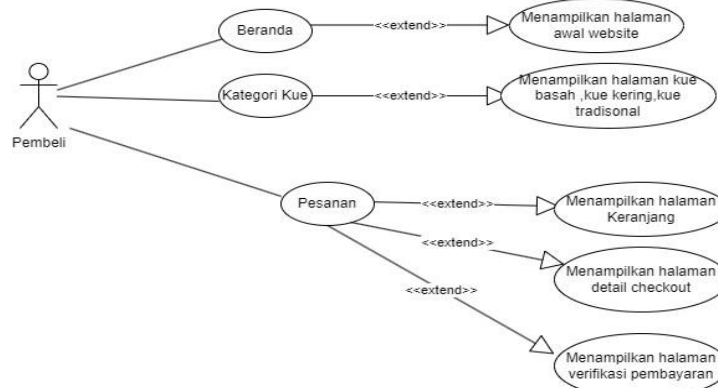 Beranda
<<extend>>
Menampilkan halaman
awal website
Pembeli
Kategori Kue
<<extend>>
Menampilkan halaman kue
basah ,kue kering,kue
tradisonal
Pesanan
<<extend>>
Menampilkan halaman
Keranjang
<<extend>>
Menampilkan halaman
detail checkout
<<extend>>
Menampilkan halaman
verifikasi pembayaran